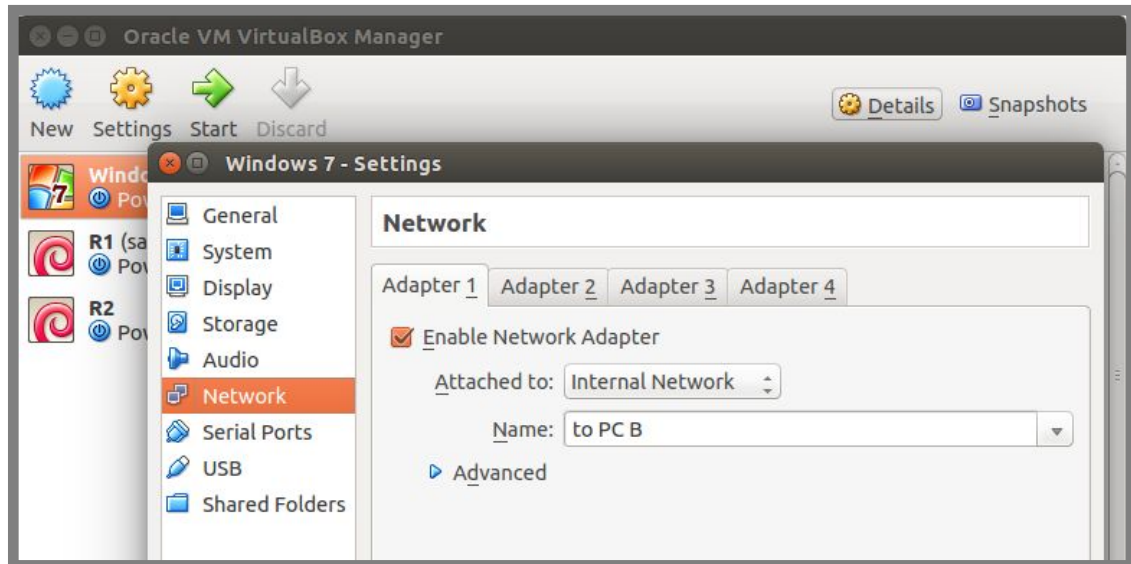 Oracle VM VirtualBox Manager
New Settings Start Discard
Details Snapshots
Windows 7 - Settings
7
R1
R2
General
System
Display
Storage
Audio
Network
Serial Ports
USB
Shared Folders
Network
Adapter 1 Adapter 2 Adapter 3 Adapter 4
Enable Network Adapter
Attached to: Internal Network
Name: to PC B
Advanced